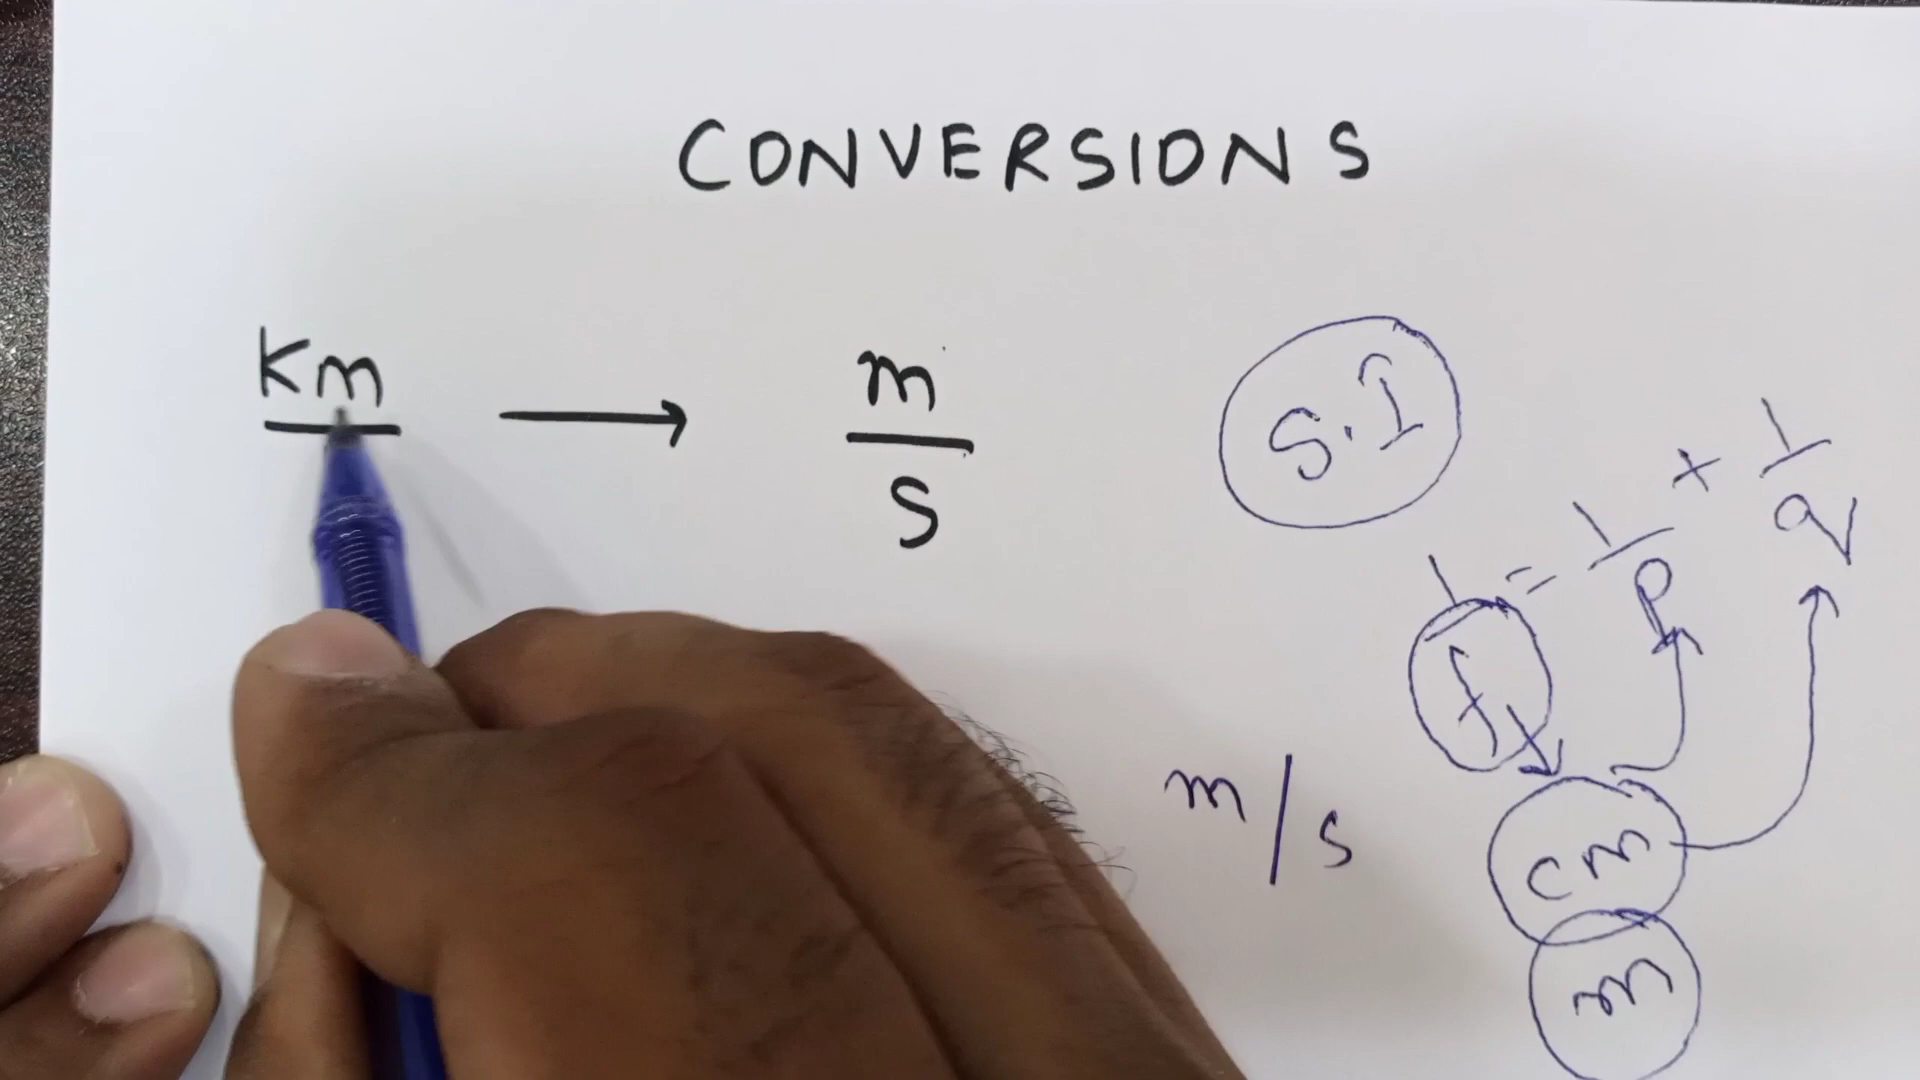 CONVERSIONS
Km
m
S
S.I
1/f = 1/p + 1/q
m/s
cm
m